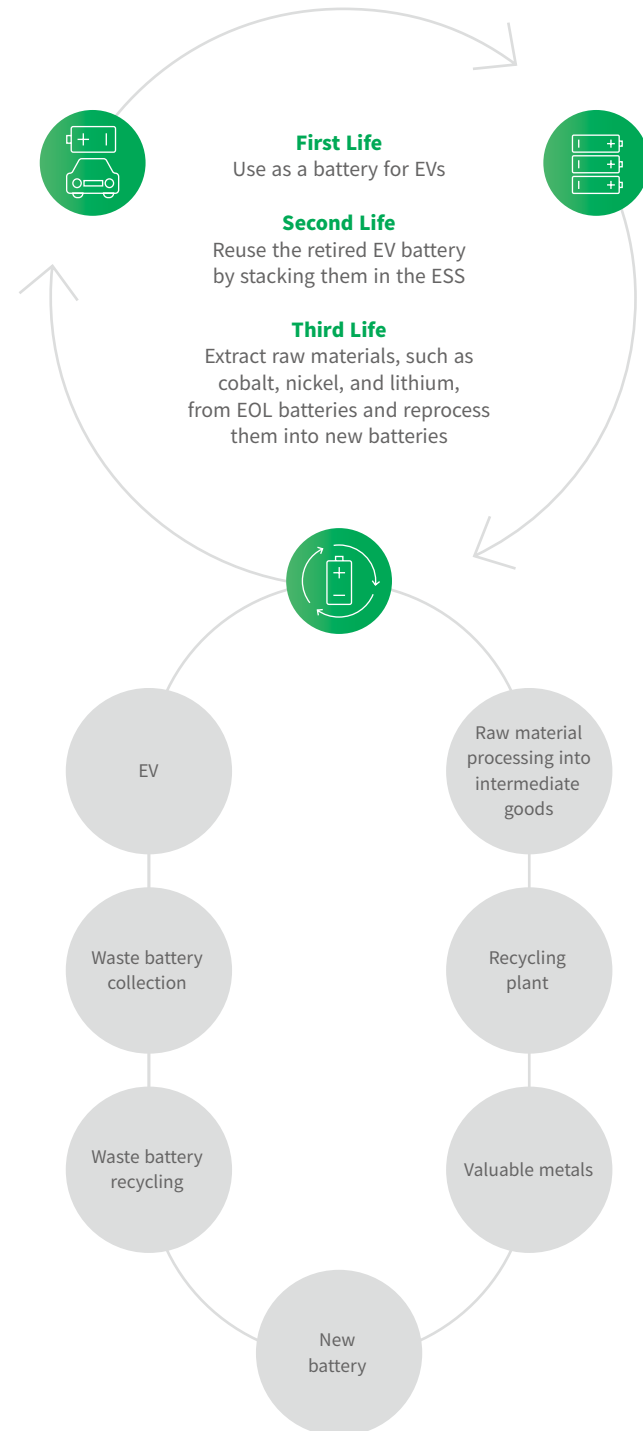 First Life
Use as a battery for EVs
Second Life
Reuse the retired EV battery
by stacking them in the ESS
Third Life
Extract raw materials, such as
cobalt, nickel, and lithium,
from EOL batteries and reprocess
them into new batteries
EV
Raw material
processing into
intermediate
goods
Waste battery
collection
Recycling
plant
Waste battery
recycling
Valuable metals
New
battery